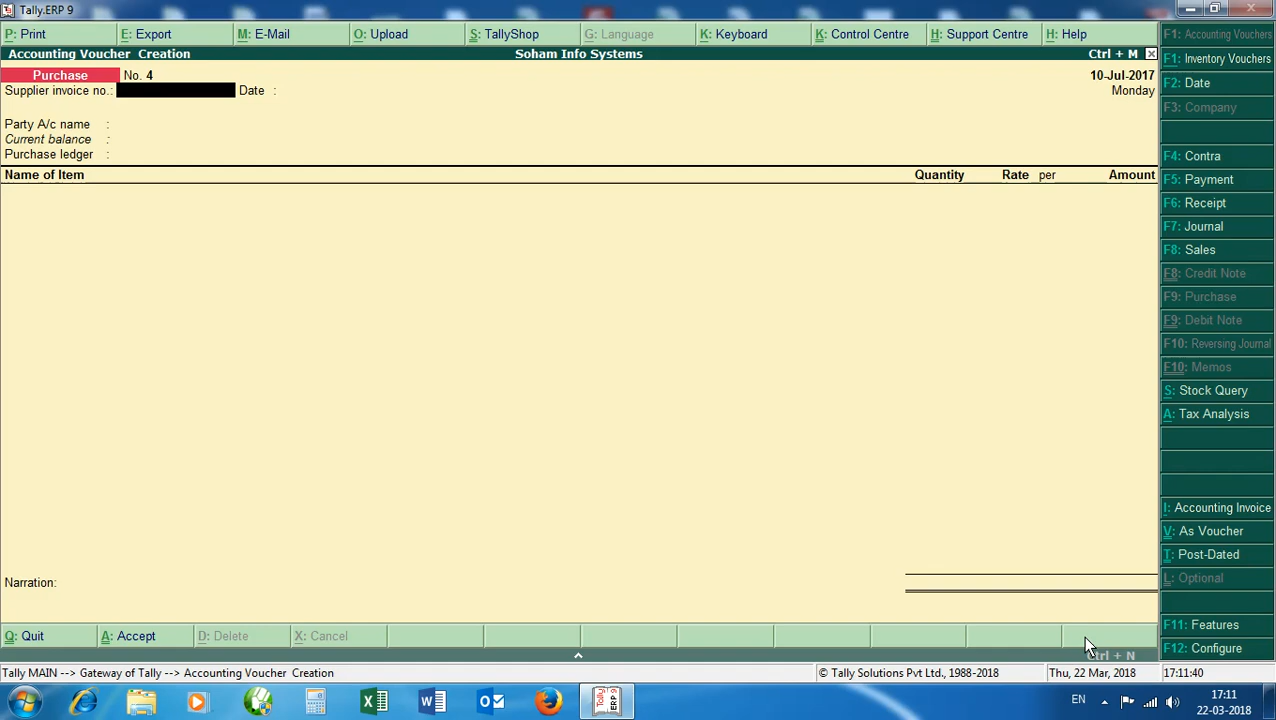 Tally.ERP 9
P: Print E: Export M: E-Mail O: Upload S: TallyShop G: Language K: Keyboard K: Control Centre H: Support Centre H: Help
Accounting Voucher Creation Soham Info Systems Ctrl + M
Purchase No. 4 10-Jul-2017
Supplier invoice no.: Date : Monday
Party A/c name :
Current balance :
Purchase ledger :
Name of Item Quantity Rate per Amount
Narration:
Q: Quit A: Accept D: Delete X: Cancel
Ctrl + N
F1: Accounting Vouchers
F1: Inventory Vouchers
F2: Date
F3: Company
F4: Contra
F5: Payment
F6: Receipt
F7: Journal
F8: Sales
F8: Credit Note
F9: Purchase
F9: Debit Note
F10: Reversing Journal
F10: Memos
S: Stock Query
A: Tax Analysis
I: Accounting Invoice
V: As Voucher
T: Post-Dated
L: Optional
F11: Features
F12: Configure
Tally MAIN --> Gateway of Tally --> Accounting Voucher Creation © Tally Solutions Pvt Ltd., 1988-2018 Thu, 22 Mar, 2018 17:11:40
EN 17:11
22-03-2018